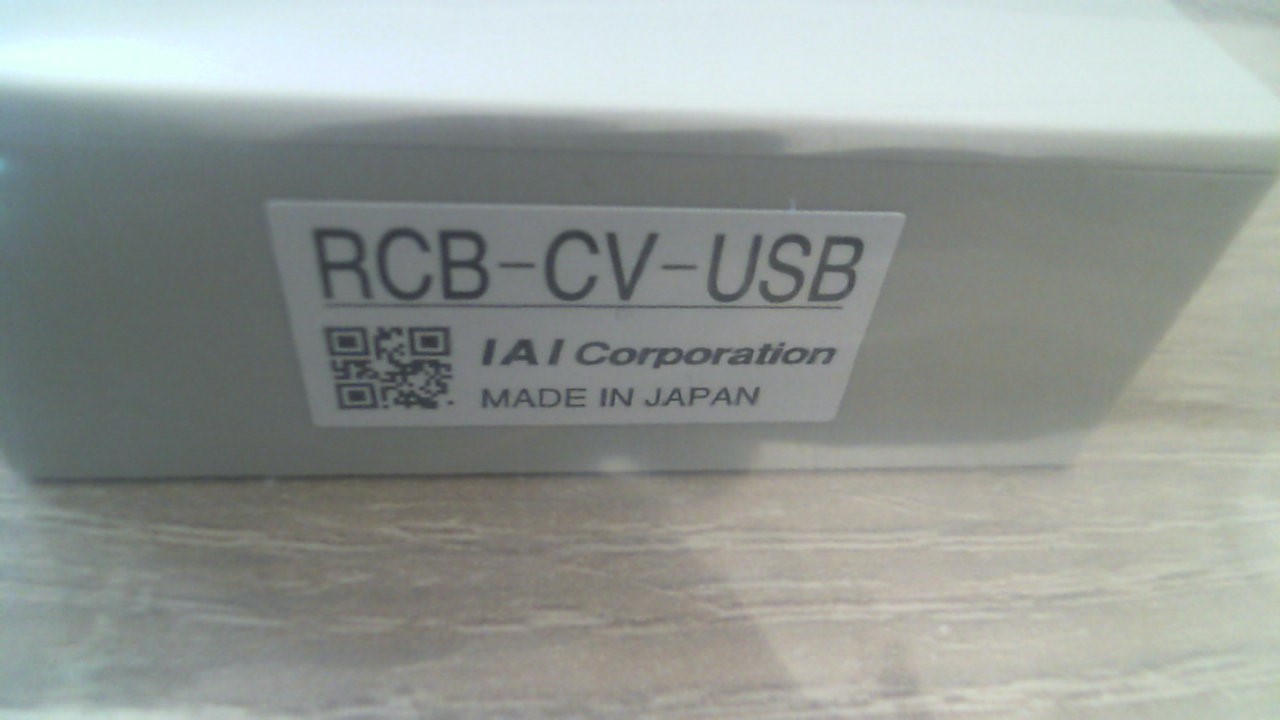 RCB-CV-USB
IAI Corporation
MADE IN JAPAN